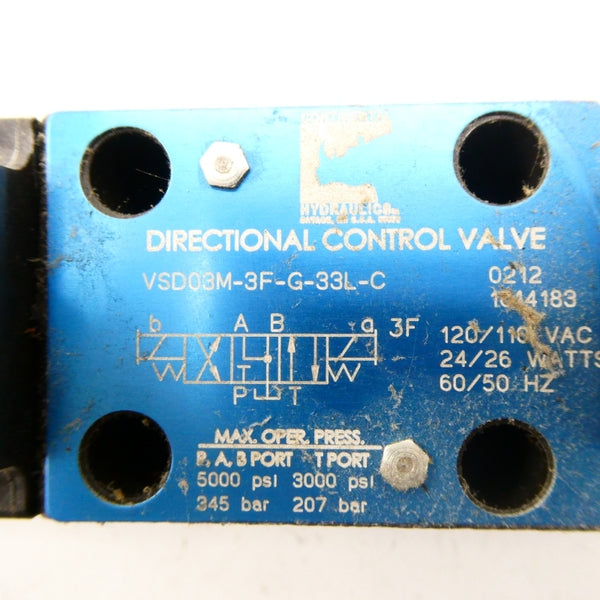 HYDRAULICS
DIRECTIONAL CONTROL VALVE
VSD03M-3F-G-33L-C
0212
1344183
b A B a 3F
T
P T
120/110 VAC
24/26 WATTS
60/50 HZ
MAX. OPER. PRESS.
P, A, B PORT T PORT
5000 psi 3000 psi
345 bar 207 bar